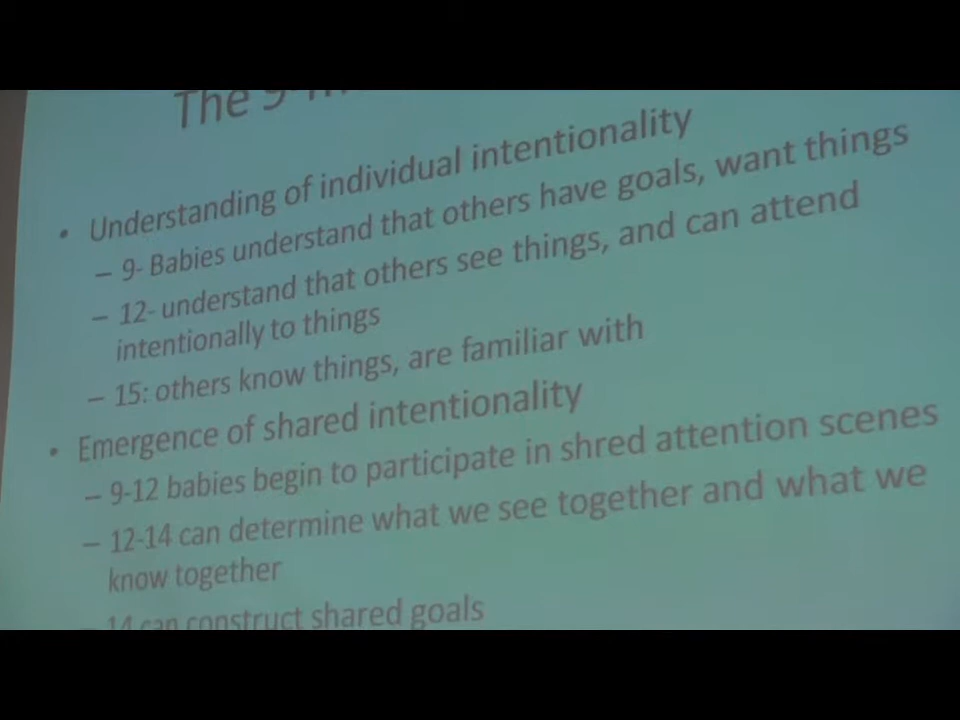 The 9
• Understanding of individual intentionality
– 9- Babies understand that others have goals, want things
– 12- understand that others see things, and can attend
intentionally to things
– 15: others know things, are familiar with
• Emergence of shared intentionality
– 9-12 babies begin to participate in shred attention scenes
– 12-14 can determine what we see together and what we
know together
– 14 can construct shared goals